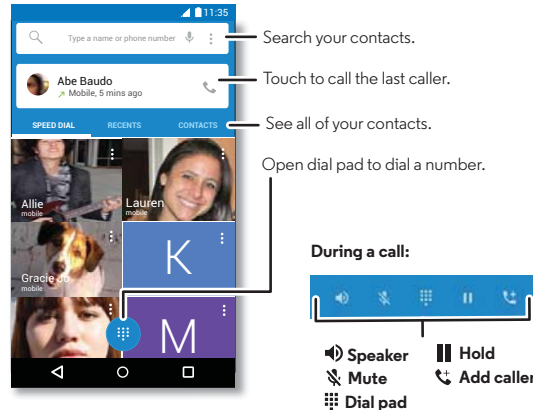 11:35
Type a name or phone number
Search your contacts.
Abe Baudo
Mobile, 5 mins ago
Touch to call the last caller.
SPEED DIAL RECENTS CONTACTS
See all of your contacts.
Open dial pad to dial a number.
Allie
mobile
Lauren
mobile
Gracie Jo
mobile
K
M
During a call:
Speaker
Hold
Mute
Add caller
Dial pad